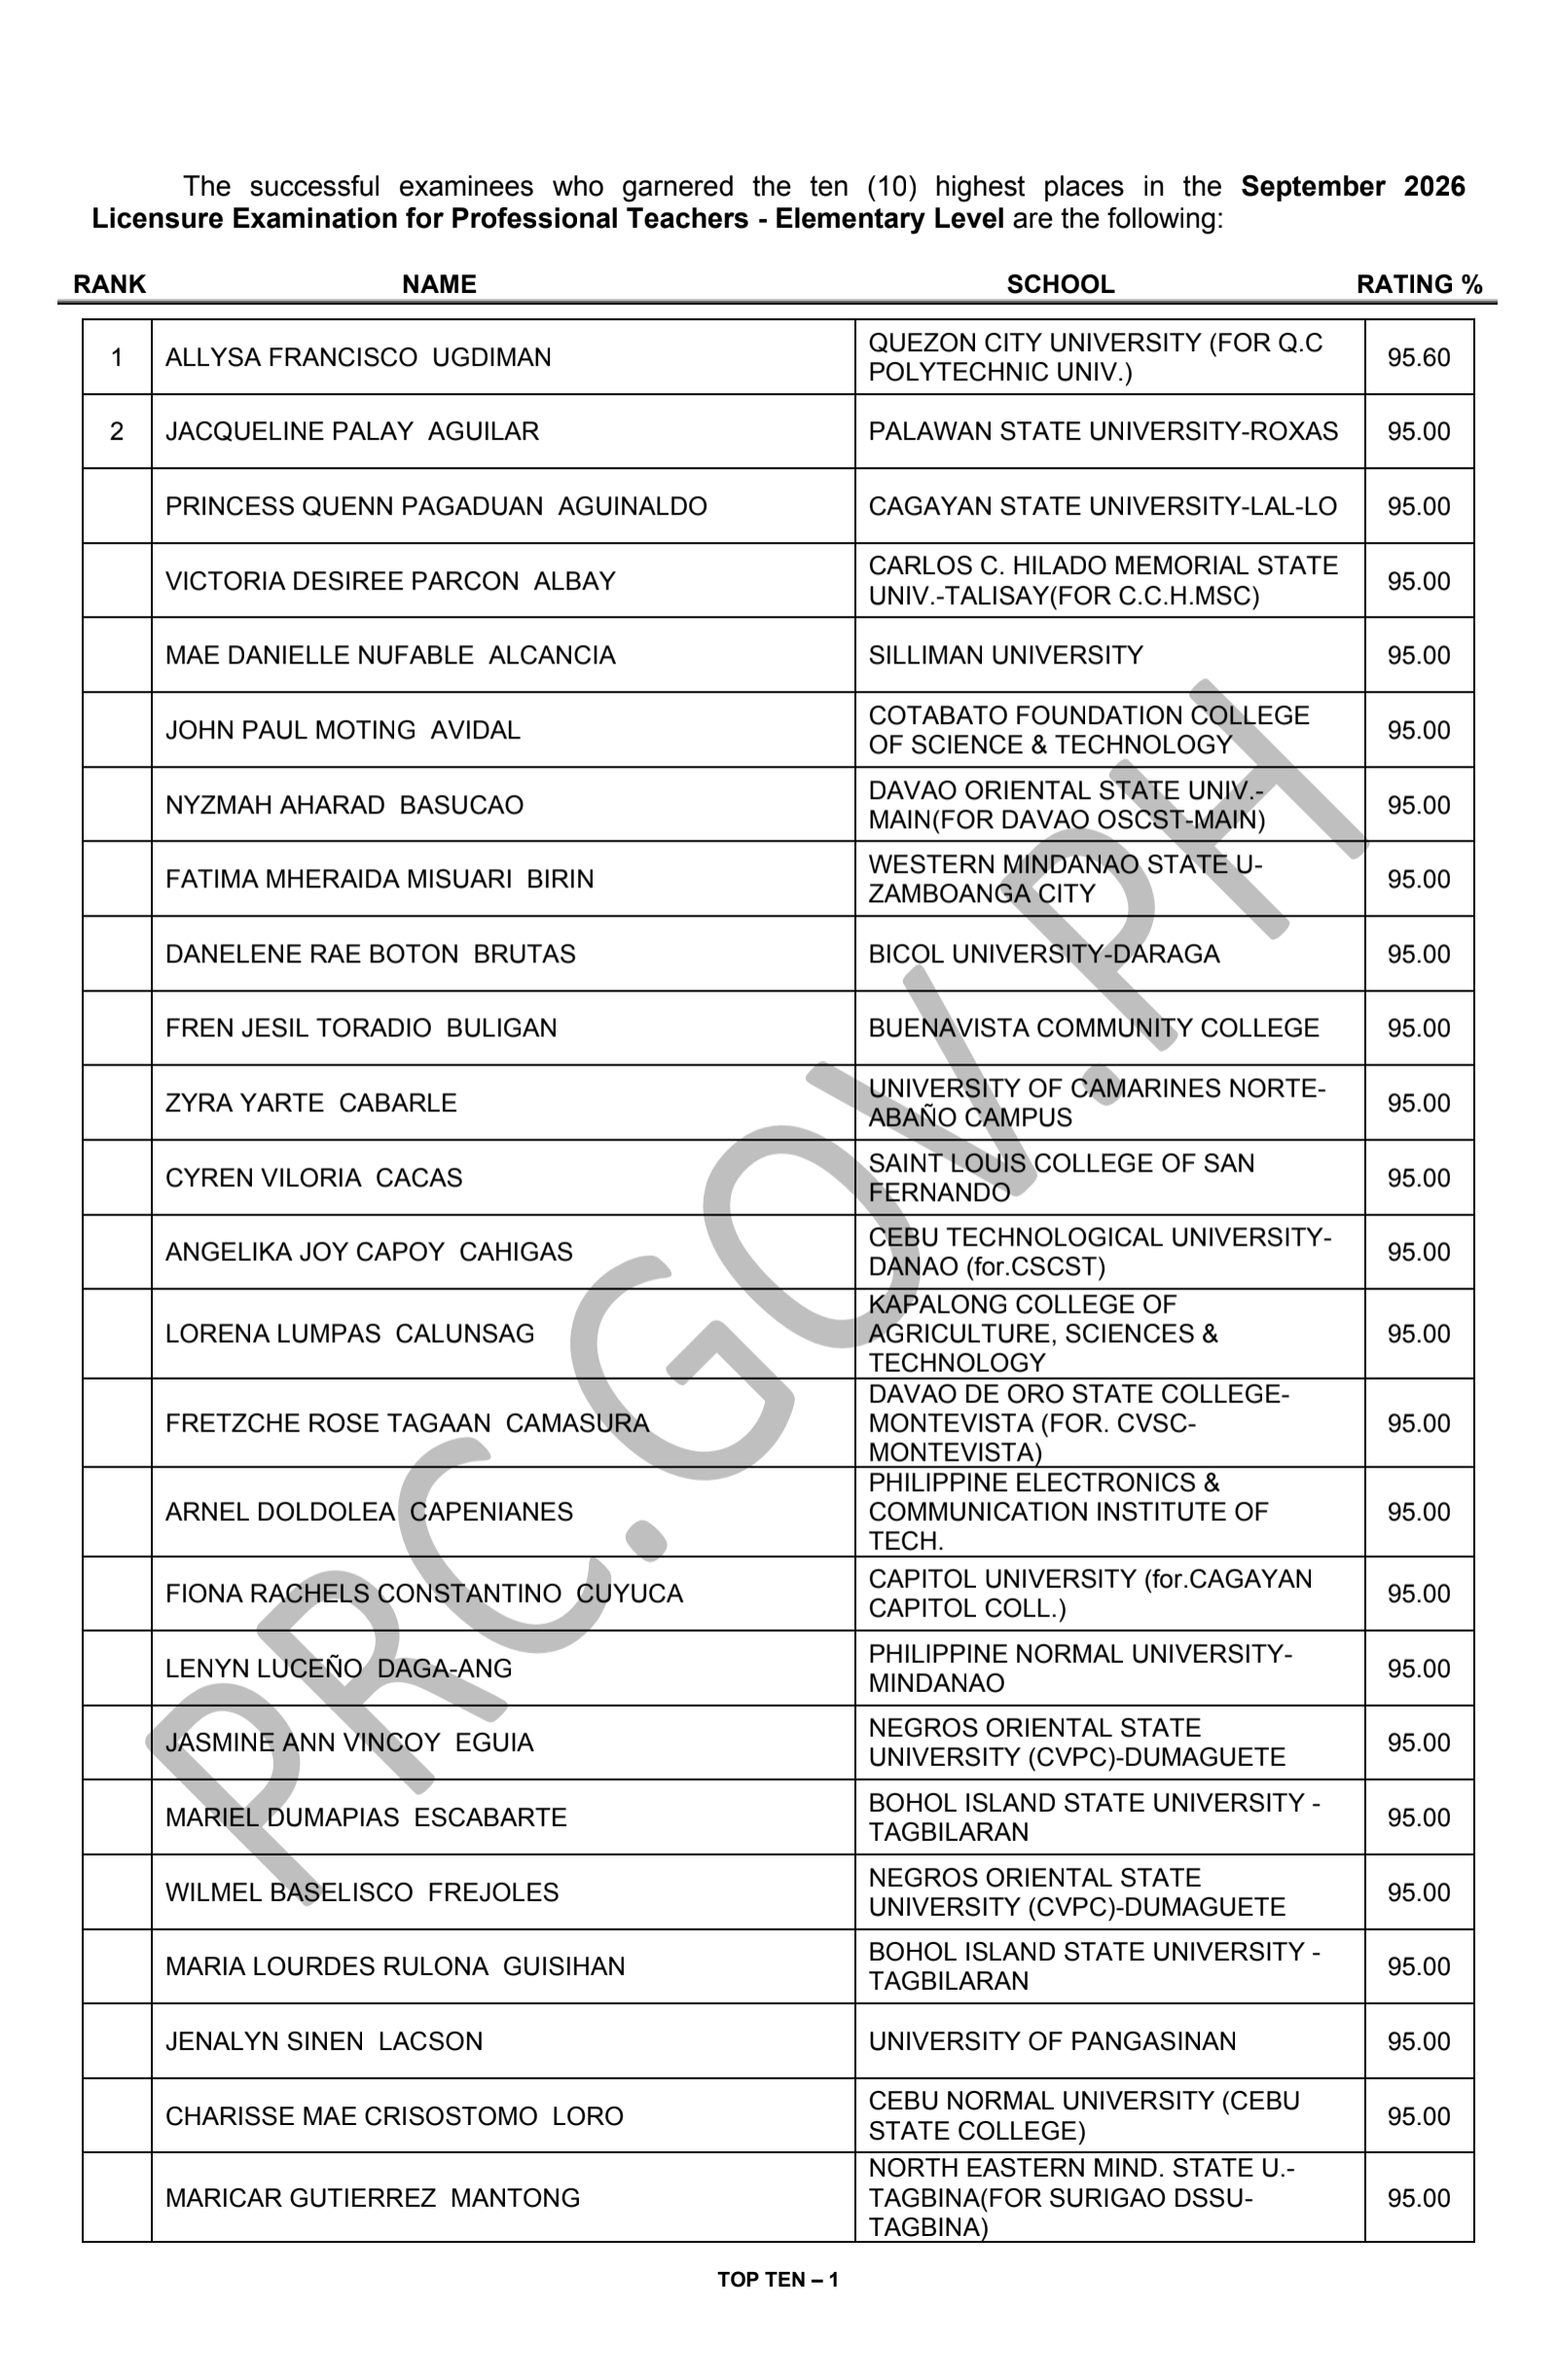 The successful examinees who garnered the ten (10) highest places in the September 2026
Licensure Examination for Professional Teachers - Elementary Level are the following:
RANK NAME SCHOOL RATING %
1 ALLYSA FRANCISCO UGDIMAN QUEZON CITY UNIVERSITY (FOR Q.C
POLYTECHNIC UNIV.) 95.60
2 JACQUELINE PALAY AGUILAR PALAWAN STATE UNIVERSITY-ROXAS 95.00
PRINCESS QUENN PAGADUAN AGUINALDO CAGAYAN STATE UNIVERSITY-LAL-LO 95.00
VICTORIA DESIREE PARCON ALBAY CARLOS C. HILADO MEMORIAL STATE
UNIV.-TALISAY(FOR C.C.H.MSC) 95.00
MAE DANIELLE NUFABLE ALCANCIA SILLIMAN UNIVERSITY 95.00
JOHN PAUL MOTING AVIDAL COTABATO FOUNDATION COLLEGE
OF SCIENCE & TECHNOLOGY 95.00
NYZMAH AHARAD BASUCAO DAVAO ORIENTAL STATE UNIV.-
MAIN(FOR DAVAO OSCST-MAIN) 95.00
FATIMA MHERAIDA MISUARI BIRIN WESTERN MINDANAO STATE U-
ZAMBOANGA CITY 95.00
DANELENE RAE BOTON BRUTAS BICOL UNIVERSITY-DARAGA 95.00
FREN JESIL TORADIO BULIGAN BUENAVISTA COMMUNITY COLLEGE 95.00
ZYRA YARTE CABARLE UNIVERSITY OF CAMARINES NORTE-
ABAÑO CAMPUS 95.00
CYREN VILORIA CACAS SAINT LOUIS COLLEGE OF SAN
FERNANDO 95.00
ANGELIKA JOY CAPOY CAHIGAS CEBU TECHNOLOGICAL UNIVERSITY-
DANAO (for.CSCST) 95.00
LORENA LUMPAS CALUNSAG KAPALONG COLLEGE OF
AGRICULTURE, SCIENCES &
TECHNOLOGY 95.00
FRETZCHE ROSE TAGAAN CAMASURA DAVAO DE ORO STATE COLLEGE-
MONTEVISTA (FOR. CVSC-
MONTEVISTA) 95.00
ARNEL DOLDOLEA CAPENIANES PHILIPPINE ELECTRONICS &
COMMUNICATION INSTITUTE OF
TECH. 95.00
FIONA RACHELS CONSTANTINO CUYUCA CAPITOL UNIVERSITY (for.CAGAYAN
CAPITOL COLL.) 95.00
LENYN LUCEÑO DAGA-ANG PHILIPPINE NORMAL UNIVERSITY-
MINDANAO 95.00
JASMINE ANN VINCOY EGUIA NEGROS ORIENTAL STATE
UNIVERSITY (CVPC)-DUMAGUETE 95.00
MARIEL DUMAPIAS ESCABARTE BOHOL ISLAND STATE UNIVERSITY -
TAGBILARAN 95.00
WILMEL BASELISCO FREJOLES NEGROS ORIENTAL STATE
UNIVERSITY (CVPC)-DUMAGUETE 95.00
MARIA LOURDES RULONA GUISIHAN BOHOL ISLAND STATE UNIVERSITY -
TAGBILARAN 95.00
JENALYN SINEN LACSON UNIVERSITY OF PANGASINAN 95.00
CHARISSE MAE CRISOSTOMO LORO CEBU NORMAL UNIVERSITY (CEBU
STATE COLLEGE) 95.00
MARICAR GUTIERREZ MANTONG NORTH EASTERN MIND. STATE U.-
TAGBINA(FOR SURIGAO DSSU-
TAGBINA) 95.00
TOP TEN – 1
PRC.GOV.PH